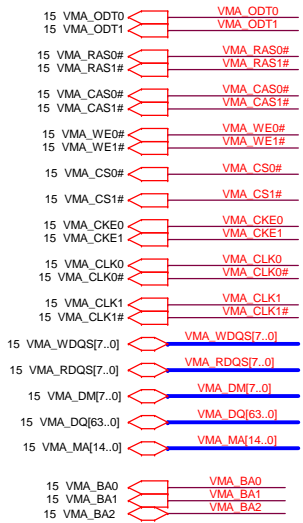 15 VMA_ODT0 VMA_ODT0
15 VMA_ODT1 VMA_ODT1
15 VMA_RAS0# VMA_RAS0#
15 VMA_RAS1# VMA_RAS1#
15 VMA_CAS0# VMA_CAS0#
15 VMA_CAS1# VMA_CAS1#
15 VMA_WE0# VMA_WE0#
15 VMA_WE1# VMA_WE1#
15 VMA_CS0# VMA_CS0#
15 VMA_CS1# VMA_CS1#
15 VMA_CKE0 VMA_CKE0
15 VMA_CKE1 VMA_CKE1
15 VMA_CLK0 VMA_CLK0
15 VMA_CLK0# VMA_CLK0#
15 VMA_CLK1 VMA_CLK1
15 VMA_CLK1# VMA_CLK1#
15 VMA_WDQS[7..0] VMA_WDQS[7..0]
15 VMA_RDQS[7..0] VMA_RDQS[7..0]
15 VMA_DM[7..0] VMA_DM[7..0]
15 VMA_DQ[63..0] VMA_DQ[63..0]
15 VMA_MA[14..0] VMA_MA[14..0]
15 VMA_BA0 VMA_BA0
15 VMA_BA1 VMA_BA1
15 VMA_BA2 VMA_BA2